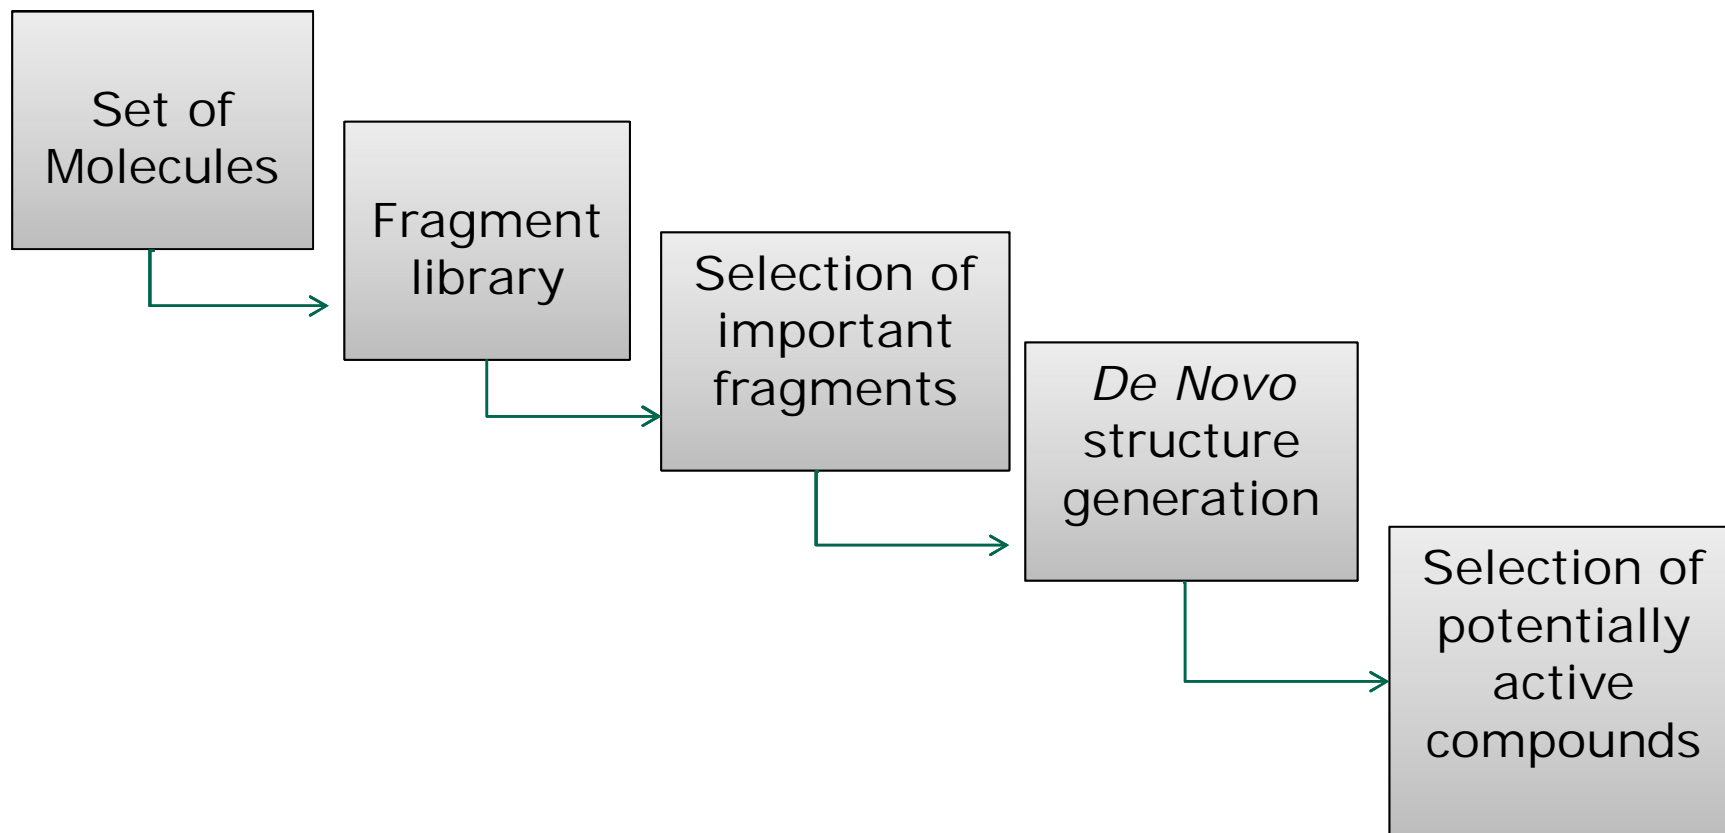 Set of
Molecules
Fragment
library
Selection of
important
fragments
De Novo
structure
generation
Selection of
potentially
active
compounds